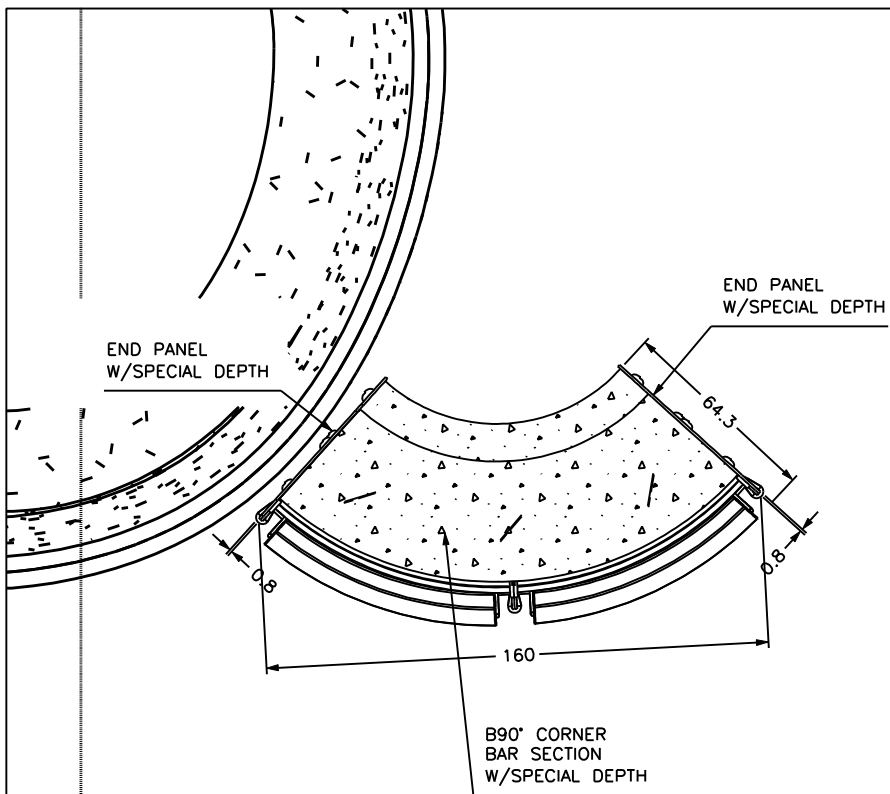 END PANEL
W/SPECIAL DEPTH
END PANEL
W/SPECIAL DEPTH
64.3
0.8
0.8
160
B90° CORNER
BAR SECTION
W/SPECIAL DEPTH